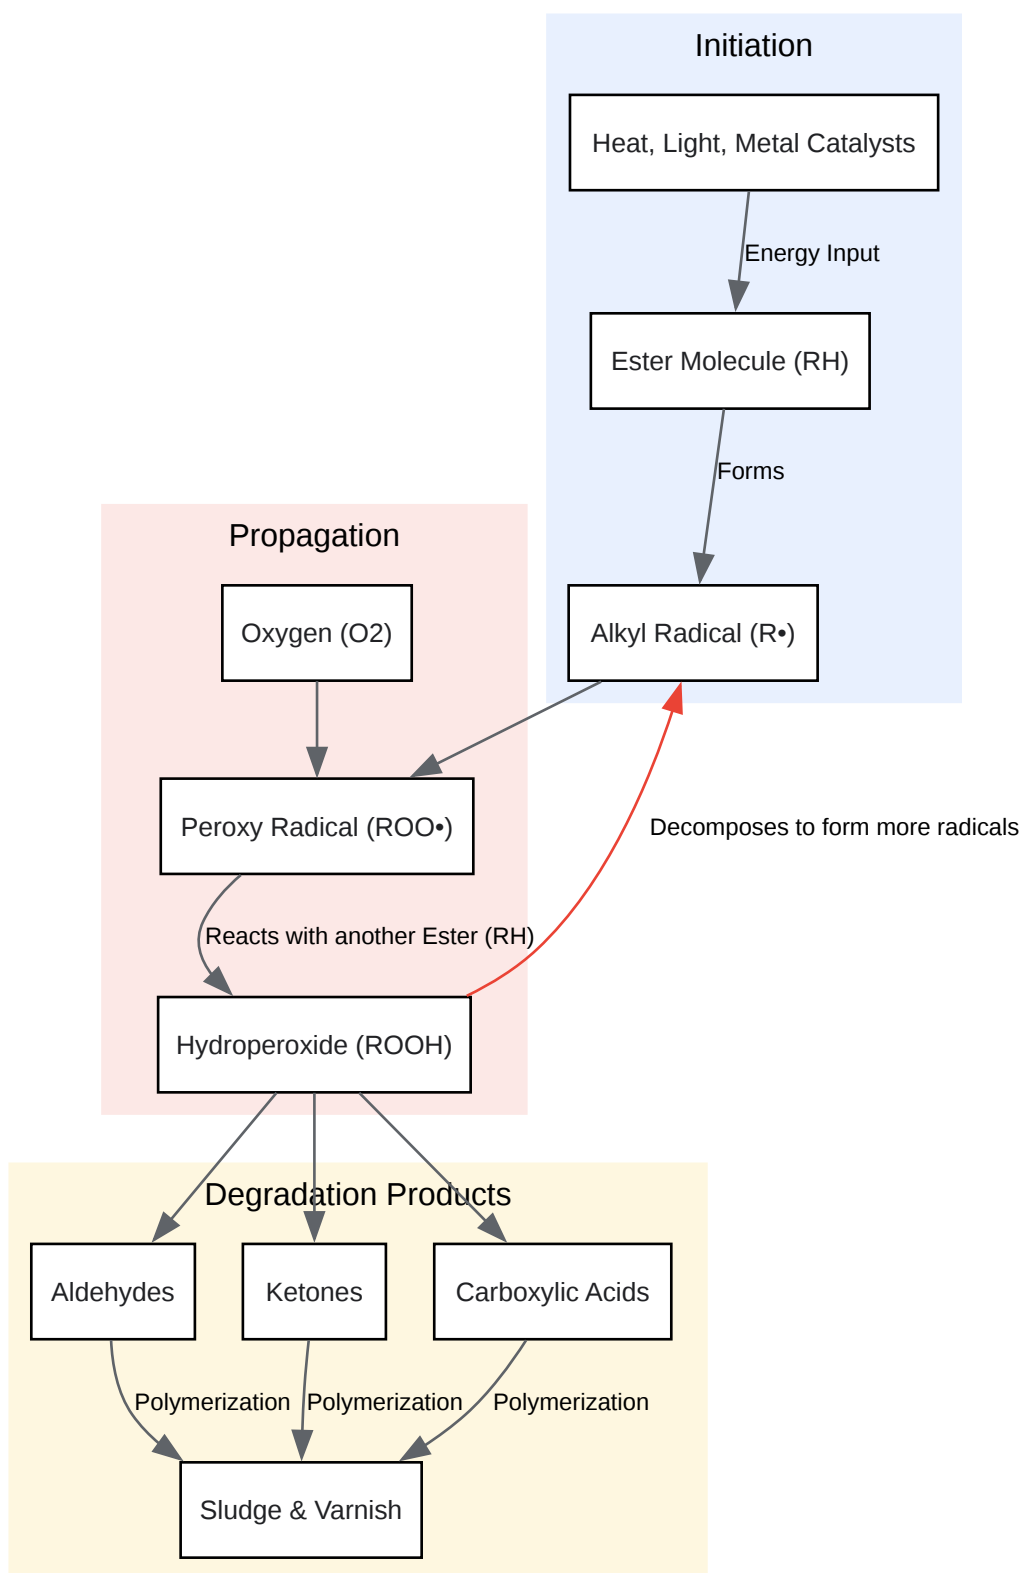 Initiation
Heat, Light, Metal Catalysts
Energy Input
Ester Molecule (RH)
Forms
Propagation
Oxygen (O2)
Alkyl Radical (R•)
Peroxy Radical (ROO•)
Decomposes to form more radicals
Reacts with another Ester (RH)
Hydroperoxide (ROOH)
Degradation Products
Aldehydes
Ketones
Carboxylic Acids
Polymerization
Polymerization
Polymerization
Sludge & Varnish